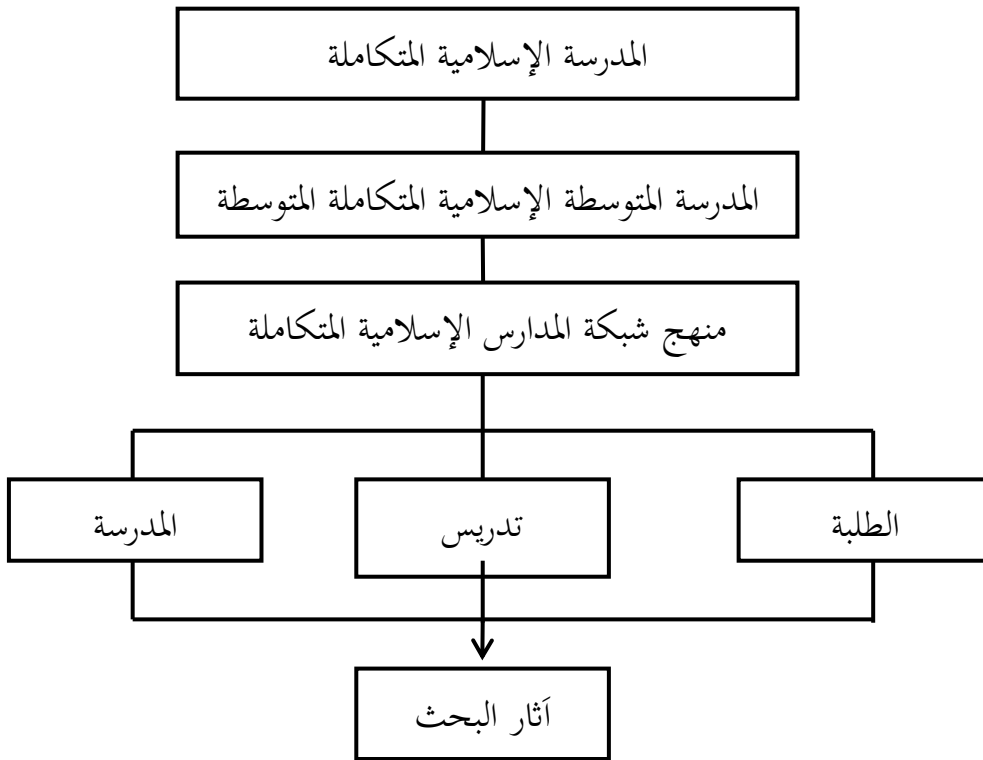 المدرسة الإسلامية المتكاملة
المدرسة المتوسطة الإسلامية المتكاملة المتوسطة
منهج شبكة المدارس الإسلامية المتكاملة
الطلبة
تدريس
المدرسة
آثار البحث